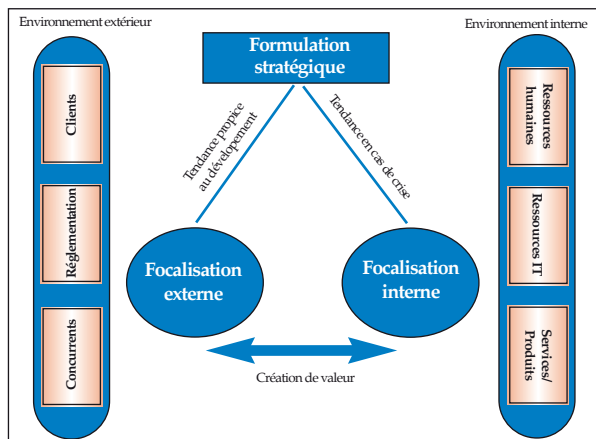 Environnement extérieur
Clients
Réglementation
Concurrents
Formulation
stratégique
Tendance propice
au dévelopement
Tendance en cas de crise
Focalisation
externe
Focalisation
interne
Création de valeur
Environnement interne
Ressources
humaines
Ressources IT
Services/
Produits